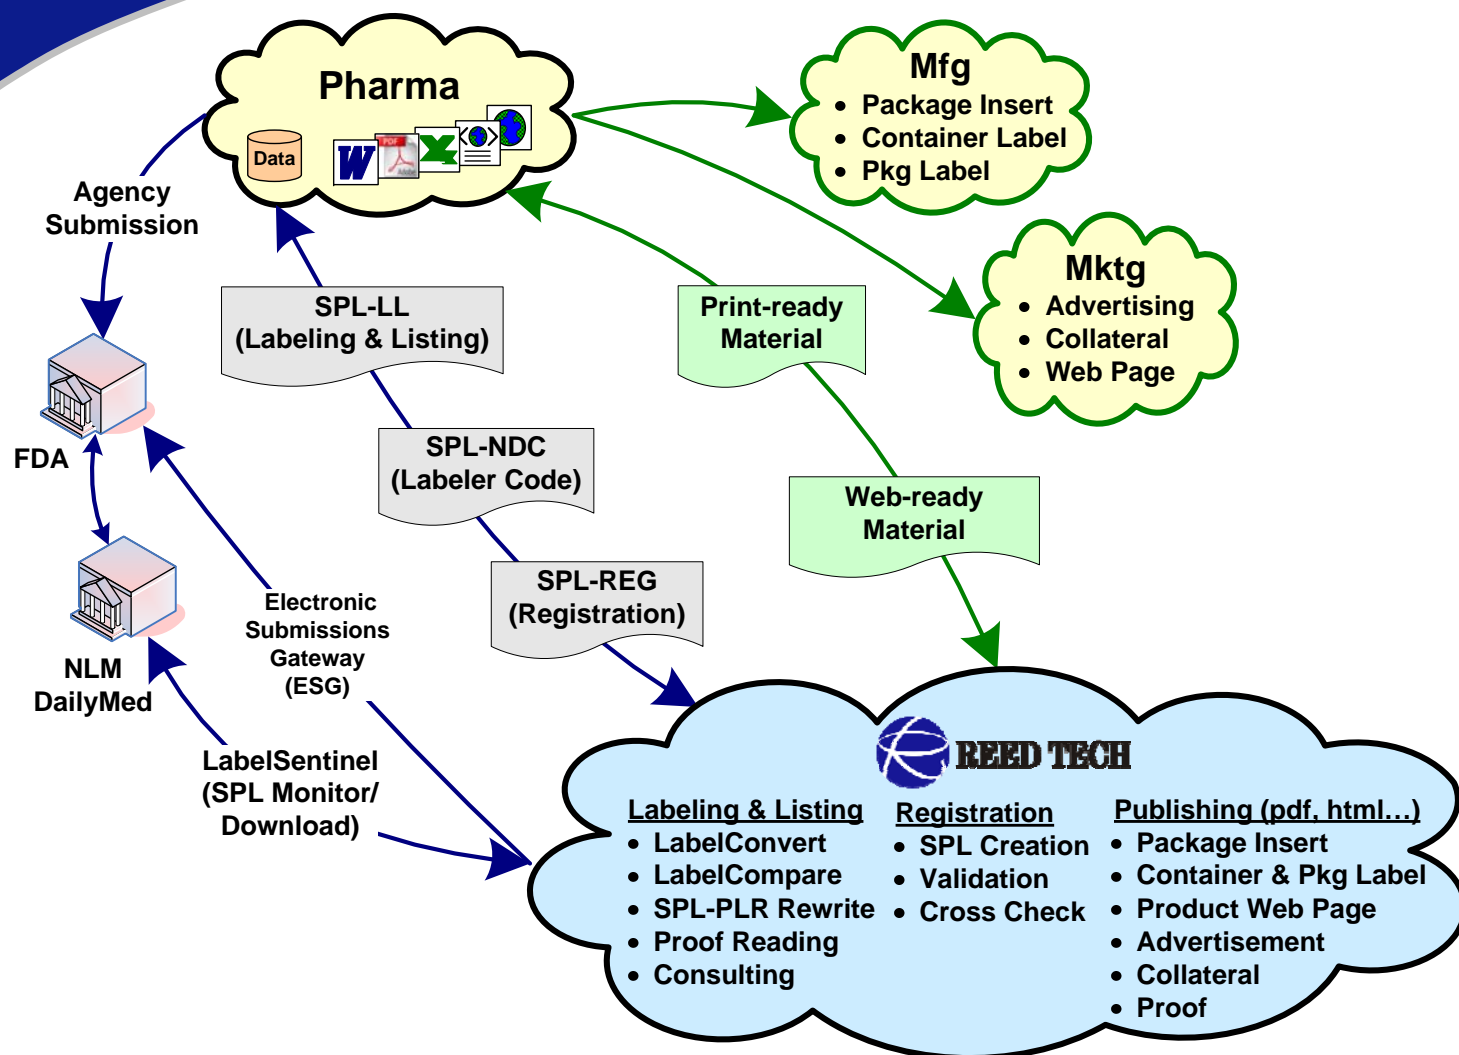 Pharma
Data
W
PDF
Adobe
X
<>
Mfg
• Package Insert
• Container Label
• Pkg Label
Agency
Submission
Mktg
• Advertising
• Collateral
• Web Page
SPL-LL
(Labeling & Listing)
Print-ready
Material
FDA
SPL-NDC
(Labeler Code)
Web-ready
Material
SPL-REG
(Registration)
Electronic
Submissions
Gateway
(ESG)
NLM
DailyMed
LabelSentinel
(SPL Monitor/
Download)
REED TECH
Labeling & Listing
• LabelConvert
• LabelCompare
• SPL-PLR Rewrite
• Proof Reading
• Consulting
Registration
• SPL Creation
• Validation
• Cross Check
Publishing (pdf, html…)
• Package Insert
• Container & Pkg Label
• Product Web Page
• Advertisement
• Collateral
• Proof